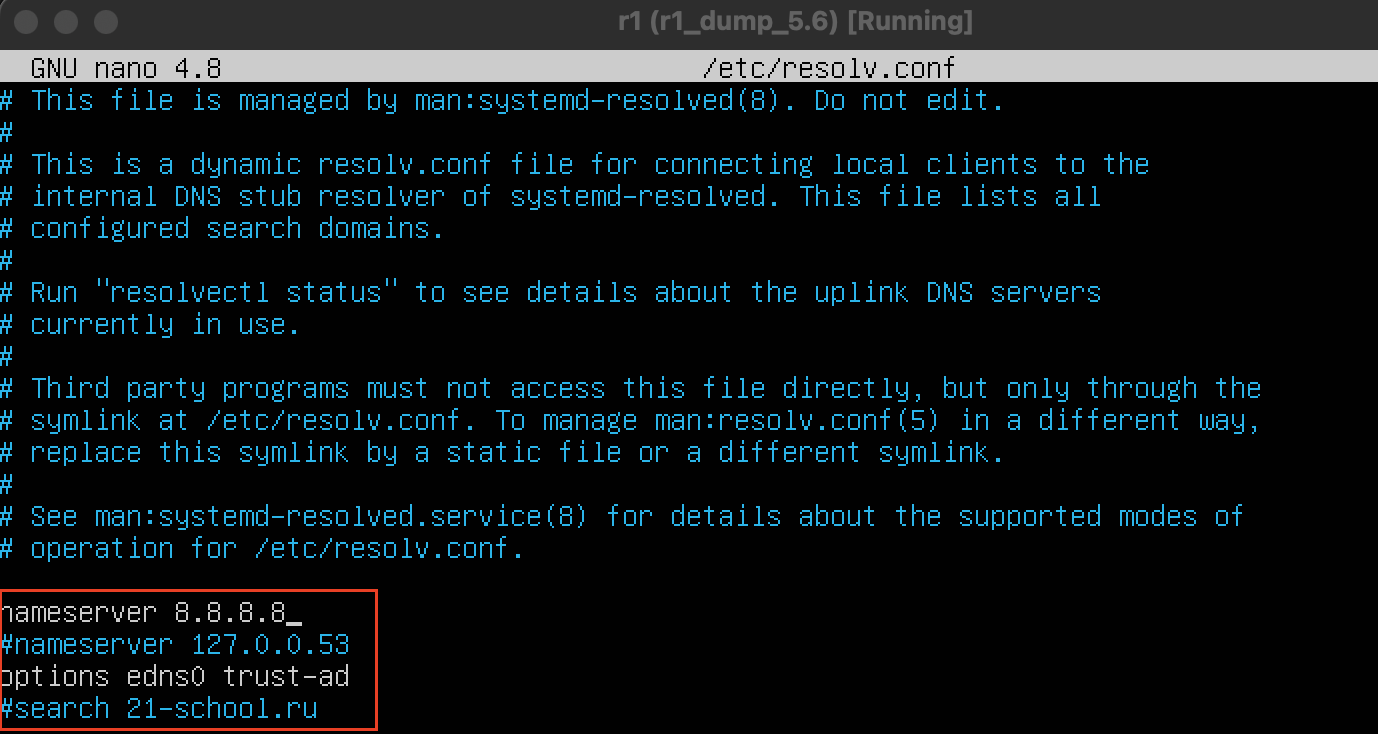 r1 (r1_dump_5.6) [Running]
GNU nano 4.8 /etc/resolv.conf
# This file is managed by man:systemd-resolved(8). Do not edit.
#
# This is a dynamic resolv.conf file for connecting local clients to the
# internal DNS stub resolver of systemd-resolved. This file lists all
# configured search domains.
#
# Run "resolvectl status" to see details about the uplink DNS servers
# currently in use.
#
# Third party programs must not access this file directly, but only through the
# symlink at /etc/resolv.conf. To manage man:resolv.conf(5) in a different way,
# replace this symlink by a static file or a different symlink.
#
# See man:systemd-resolved.service(8) for details about the supported modes of
# operation for /etc/resolv.conf.
nameserver 8.8.8.8
#nameserver 127.0.0.53
options edns0 trust-ad
#search 21-school.ru